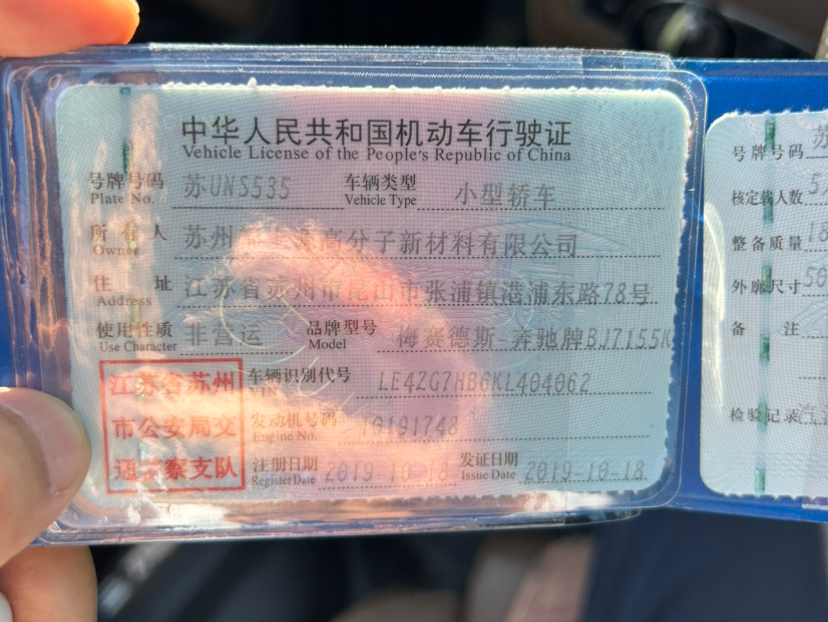 中华人民共和国机动车行驶证
Vehicle License of the People's Republic of China
号牌号码 苏UNS535 车辆类型 小型轿车
Plate No. Vehicle Type
所有人 苏州 高分子新材料有限公司
Owner
住址 江苏省苏州市昆山市张浦镇港浦东路78号
Address
使用性质 非营运 品牌型号 梅赛德斯-奔驰牌BJ7155K
Use Character Model
江苏省苏州
市公安局交
通警察支队
车辆识别代号 LE4ZG7HB6KL404062
VIN
发动机号码 10191748
Engine No.
注册日期 2019-10-18 发证日期 2019-10-18
Register Date Issue Date
号牌号码 苏
核定载人数 5
整备质量 18
外廓尺寸 50
备注
检验记录